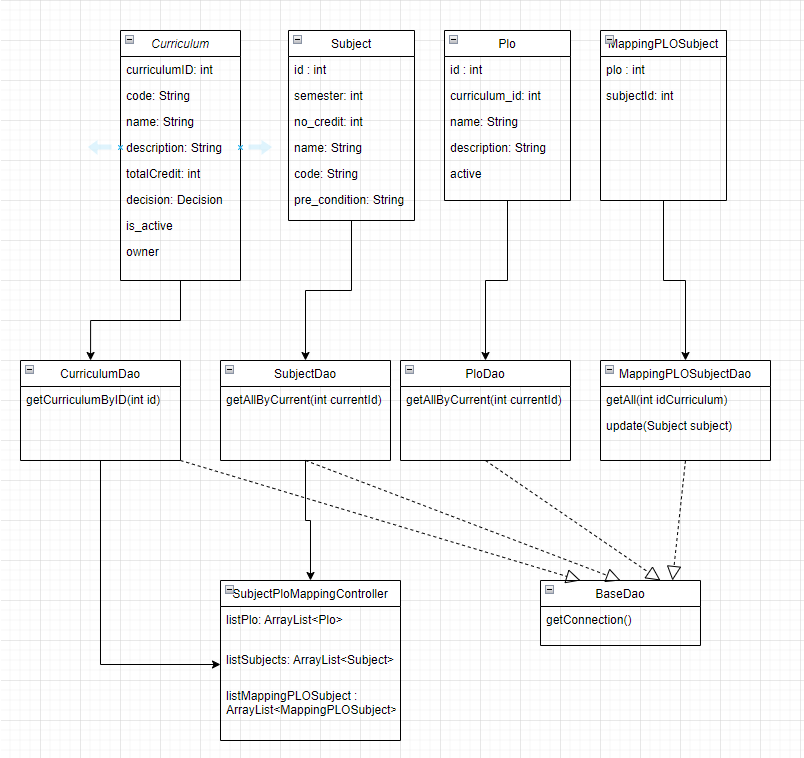 Curriculum
curriculumID: int
code: String
name: String
description: String
totalCredit: int
decision: Decision
is_active
owner
Subject
id : int
semester: int
no_credit: int
name: String
code: String
pre_condition: String
Plo
id : int
curriculum_id: int
name: String
description: String
active
MappingPLOSubject
plo : int
subjectId: int
CurriculumDao
getCurriculumByID(int id)
SubjectDao
getAllByCurrent(int currentId)
PloDao
getAllByCurrent(int currentId)
MappingPLOSubjectDao
getAll(int idCurriculum)
update(Subject subject)
SubjectPloMappingController
listPlo: ArrayList<Plo>
listSubjects: ArrayList<Subject>
listMappingPLOSubject :
ArrayList<MappingPLOSubject>
BaseDao
getConnection()